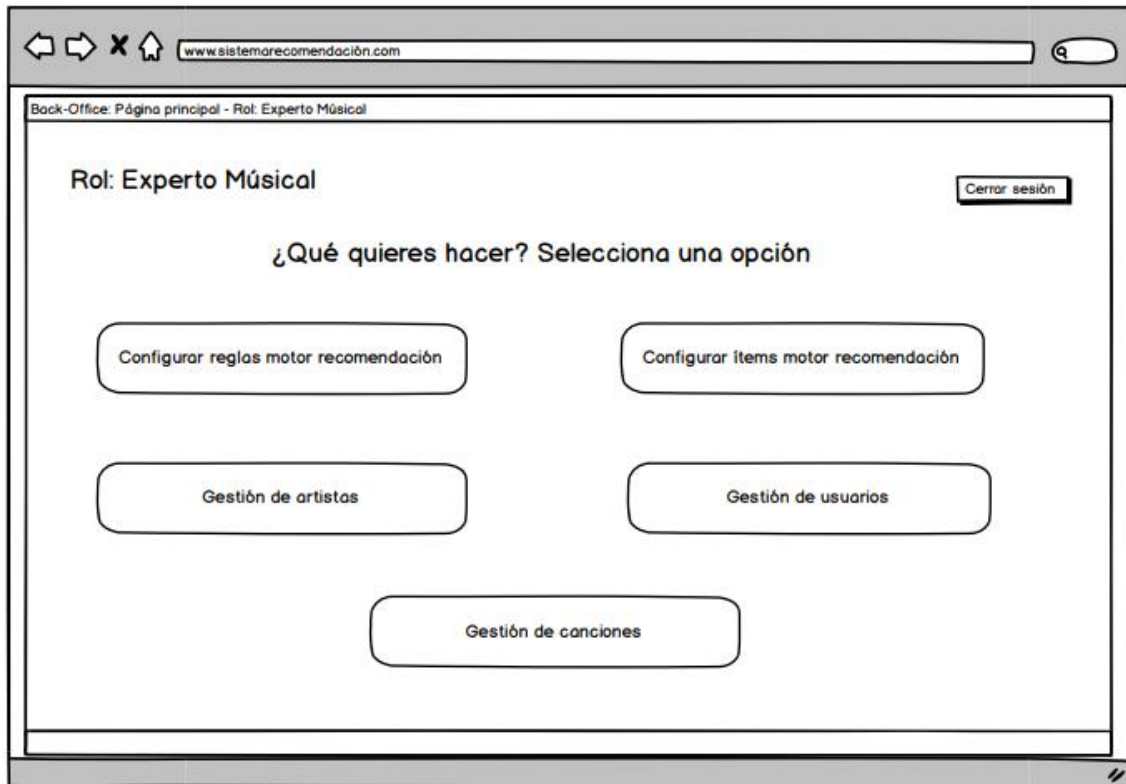 www.sistemarecomendación.com
Back-Office: Página principal - Rol: Experto Músical
Rol: Experto Músical
Cerrar sesión
¿Qué quieres hacer? Selecciona una opción
Configurar reglas motor recomendación
Configurar ítems motor recomendación
Gestión de artistas
Gestión de usuarios
Gestión de canciones